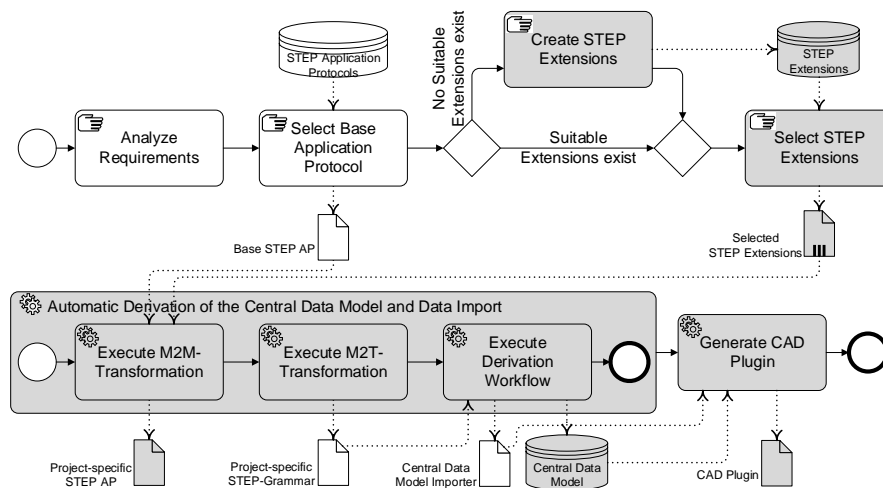 STEP Application
Protocols
No Suitable
Extensions exist
Create STEP
Extensions
STEP
Extensions
Analyze
Requirements
Select Base
Application
Protocol
Suitable
Extensions exist
Select STEP
Extensions
Base STEP AP
Selected
STEP Extensions
Automatic Derivation of the Central Data Model and Data Import
Execute M2M-
Transformation
Execute M2T-
Transformation
Execute
Derivation
Workflow
Generate CAD
Plugin
Project-specific
STEP AP
Project-specific
STEP-Grammar
Central Data
Model Importer
Central Data
Model
CAD Plugin